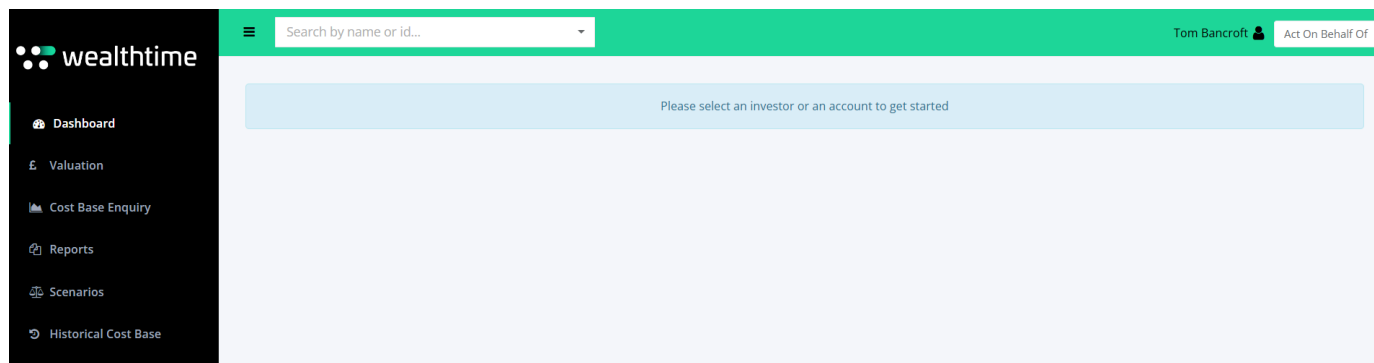 wealthtime
Search by name or id...
Tom Bancroft
Act On Behalf Of
Please select an investor or an account to get started
Dashboard
£ Valuation
Cost Base Enquiry
Reports
Scenarios
Historical Cost Base